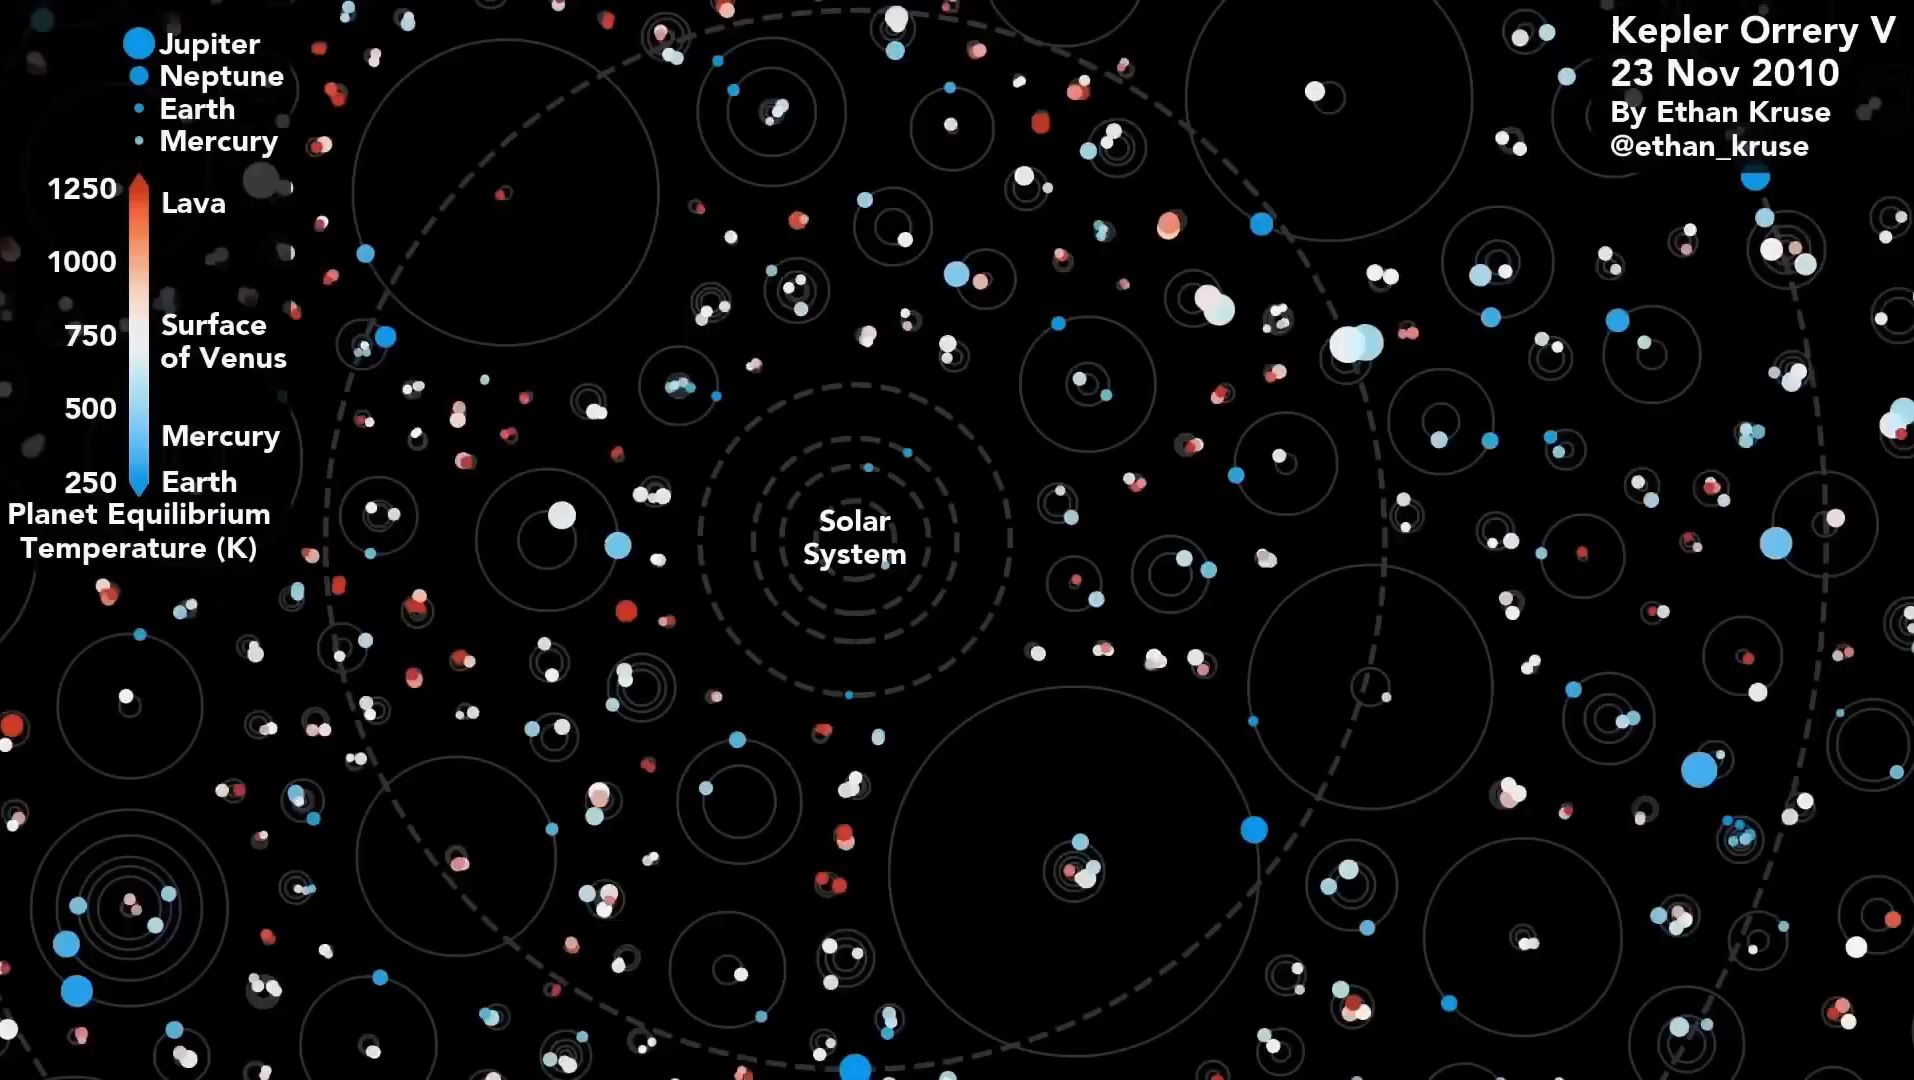 Jupiter
Neptune
Earth
Mercury
1250
Lava
1000
750
Surface
of Venus
500
Mercury
250
Earth
Planet Equilibrium
Temperature (K)
Solar
System
Kepler Orrery V
23 Nov 2010
By Ethan Kruse
@ethan_kruse